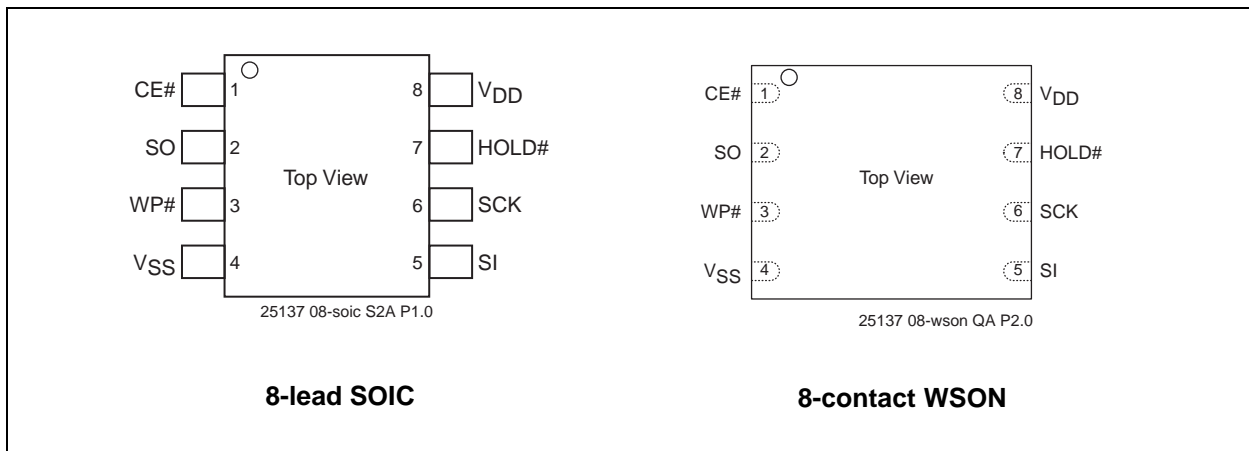 CE#
1
8
VDD
SO
2
7
HOLD#
Top View
WP#
3
6
SCK
VSS
4
5
SI
25137 08-soic S2A P1.0
8-lead SOIC
CE#
1
8
VDD
SO
2
7
HOLD#
Top View
WP#
3
6
SCK
VSS
4
5
SI
25137 08-wson QA P2.0
8-contact WSON